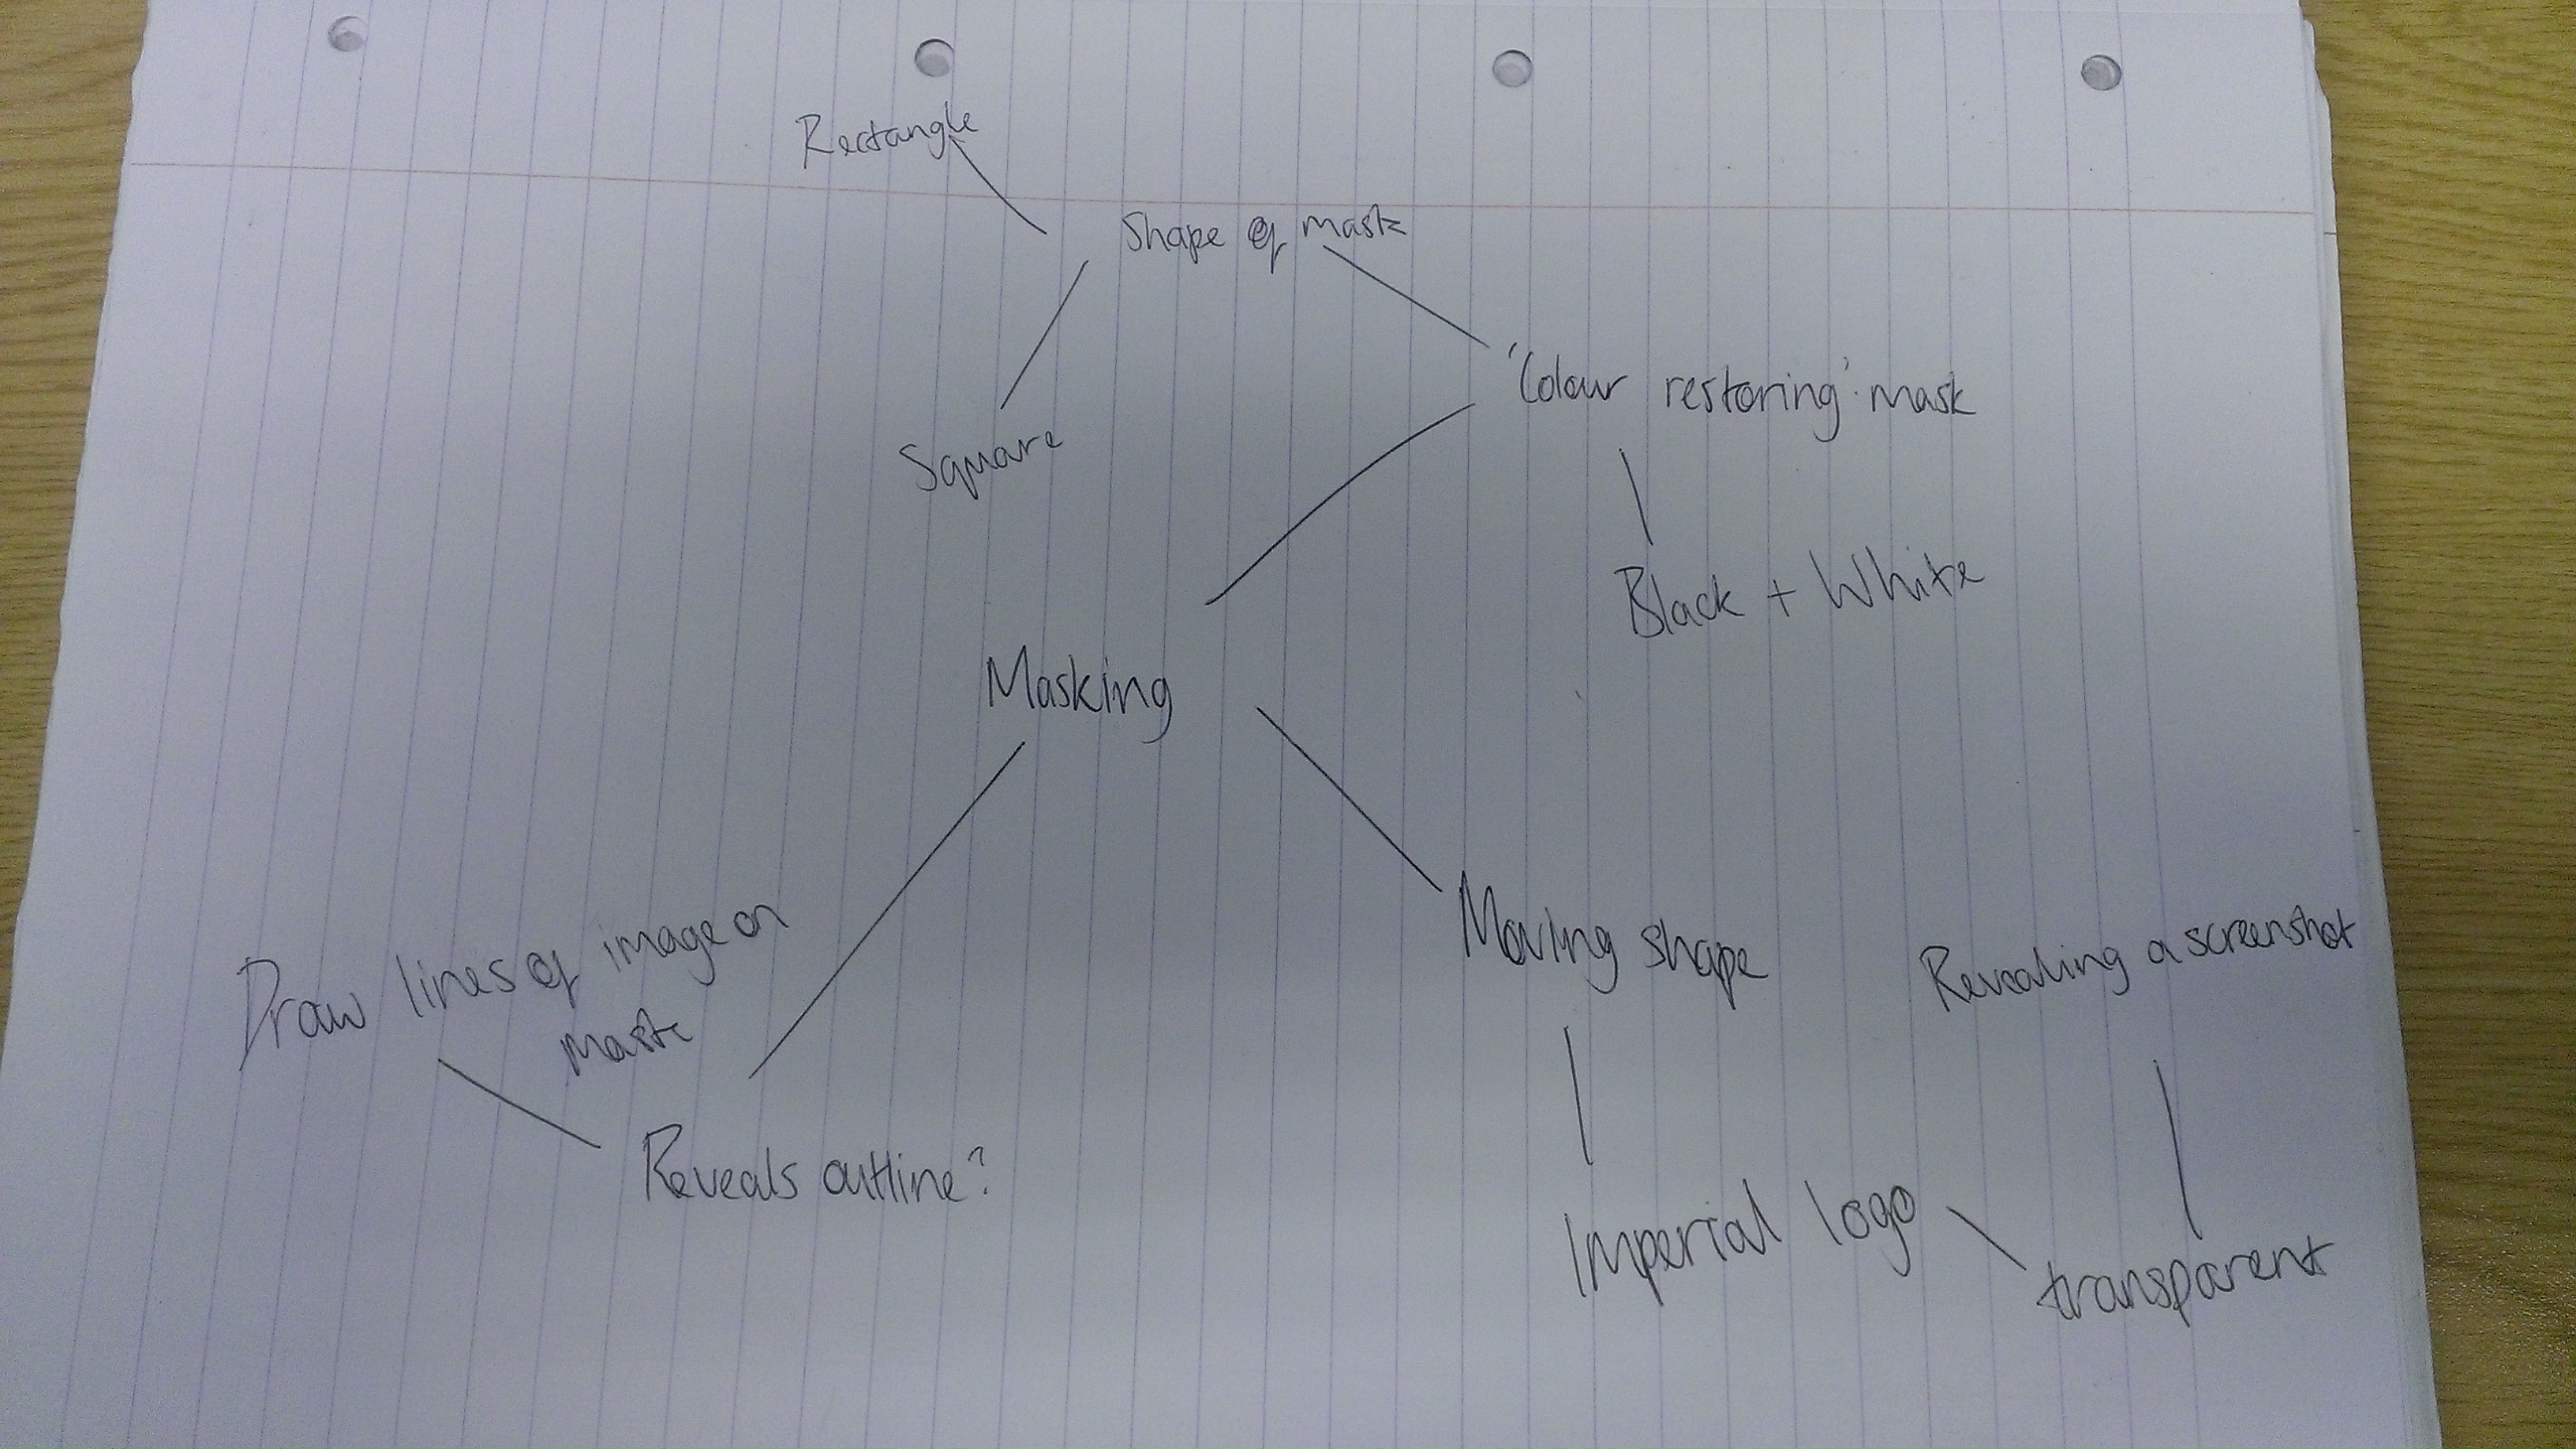 Rectangle
Shape of mask
'Colour restoring' mask
Square
Black + White
Masking
Draw lines of image on
mask
Moving shape
Revealing a screenshot
Reveals outline?
Imperial logo
transparent